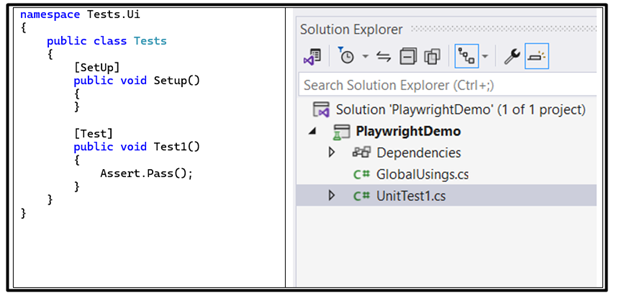 namespace Tests.Ui
{
    public class Tests
    {
        [SetUp]
        public void Setup()
        {
        }

        [Test]
        public void Test1()
        {
            Assert.Pass();
        }
    }
}
Solution Explorer
Search Solution Explorer (Ctrl+;)
Solution 'PlaywrightDemo' (1 of 1 project)
PlaywrightDemo
Dependencies
C# GlobalUsings.cs
C# UnitTest1.cs